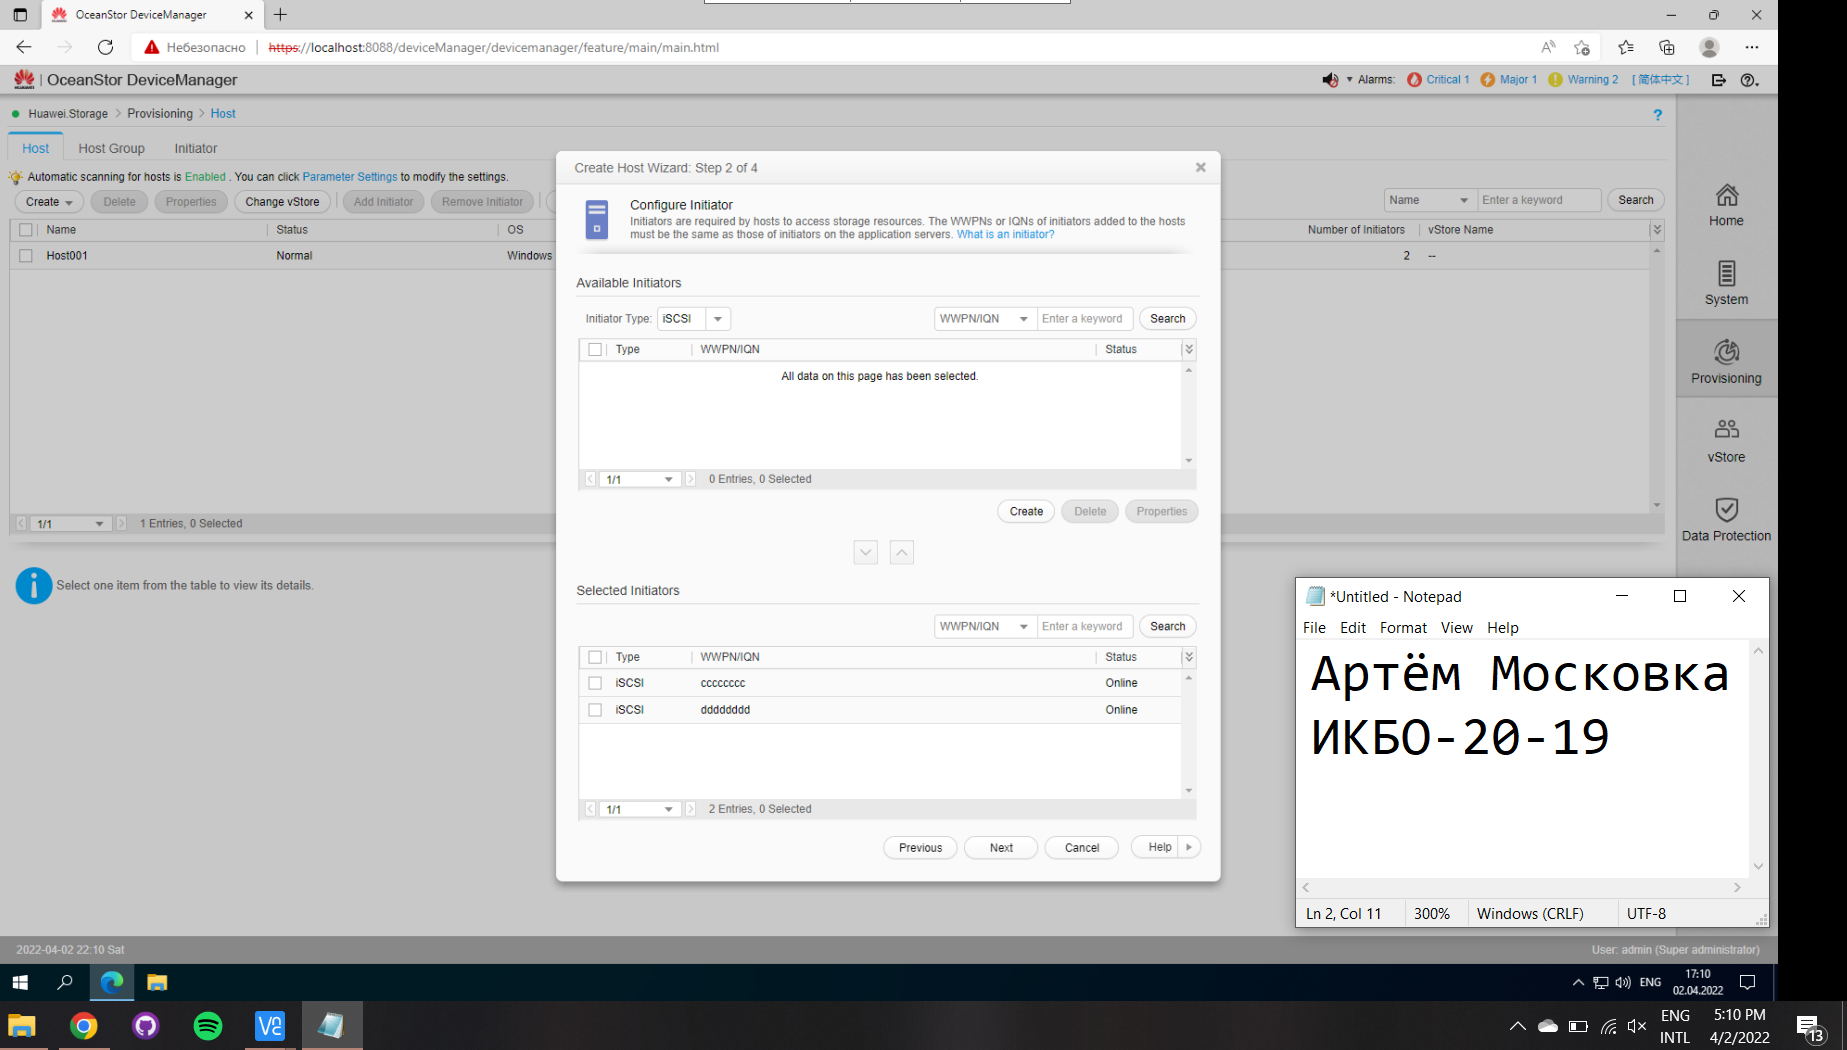 OceanStor DeviceManager
Небезопасно | https://localhost:8088/deviceManager/devicemanager/feature/main/main.html
HUAWEI | OceanStor DeviceManager
Alarms: Critical 1 Major 1 Warning 2 [简体中文]
Huawei.Storage > Provisioning > Host
?
Host Host Group Initiator
Automatic scanning for hosts is Enabled . You can click Parameter Settings to modify the settings.
Create Delete Properties Change vStore Add Initiator Remove Initiator
Name Enter a keyword Search
Name Status OS Number of Initiators vStore Name
Host001 Normal Windows 2 --
1/1 1 Entries, 0 Selected
Select one item from the table to view its details.
Home
System
Provisioning
vStore
Data Protection
Create Host Wizard: Step 2 of 4
Configure Initiator
Initiators are required by hosts to access storage resources. The WWPNs or IQNs of initiators added to the hosts
must be the same as those of initiators on the application servers. What is an initiator?
Available Initiators
Initiator Type: iSCSI WWPN/IQN Enter a keyword Search
Type WWPN/IQN Status
All data on this page has been selected.
1/1 0 Entries, 0 Selected
Create Delete Properties
Selected Initiators
WWPN/IQN Enter a keyword Search
Type WWPN/IQN Status
iSCSI cccccccc Online
iSCSI dddddddd Online
1/1 2 Entries, 0 Selected
Previous Next Cancel Help
*Untitled - Notepad
File Edit Format View Help
Артём Московка
ИКБО-20-19
Ln 2, Col 11 300% Windows (CRLF) UTF-8
2022-04-02 22:10 Sat
User: admin (Super administrator)
ENG 17:10
02.04.2022
ENG 5:10 PM
INTL 4/2/2022
13